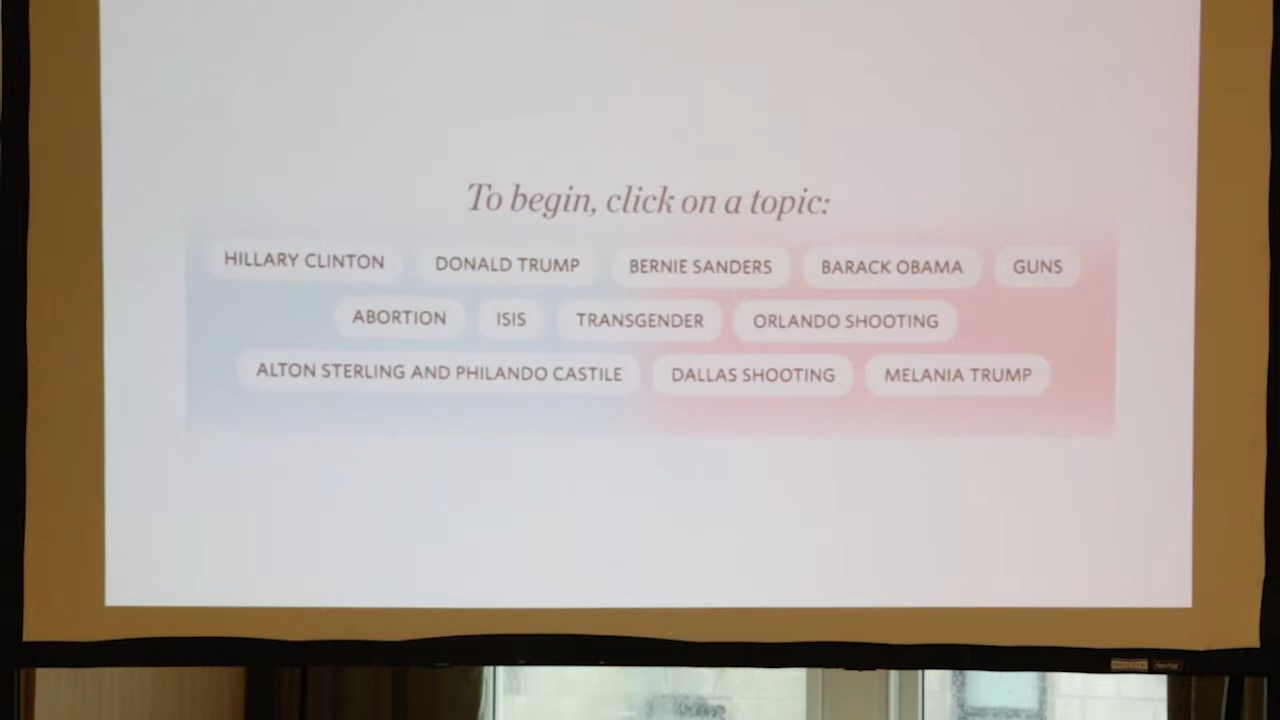 To begin, click on a topic:
HILLARY CLINTON DONALD TRUMP BERNIE SANDERS BARACK OBAMA GUNS
ABORTION ISIS TRANSGENDER ORLANDO SHOOTING
ALTON STERLING AND PHILANDO CASTILE DALLAS SHOOTING MELANIA TRUMP